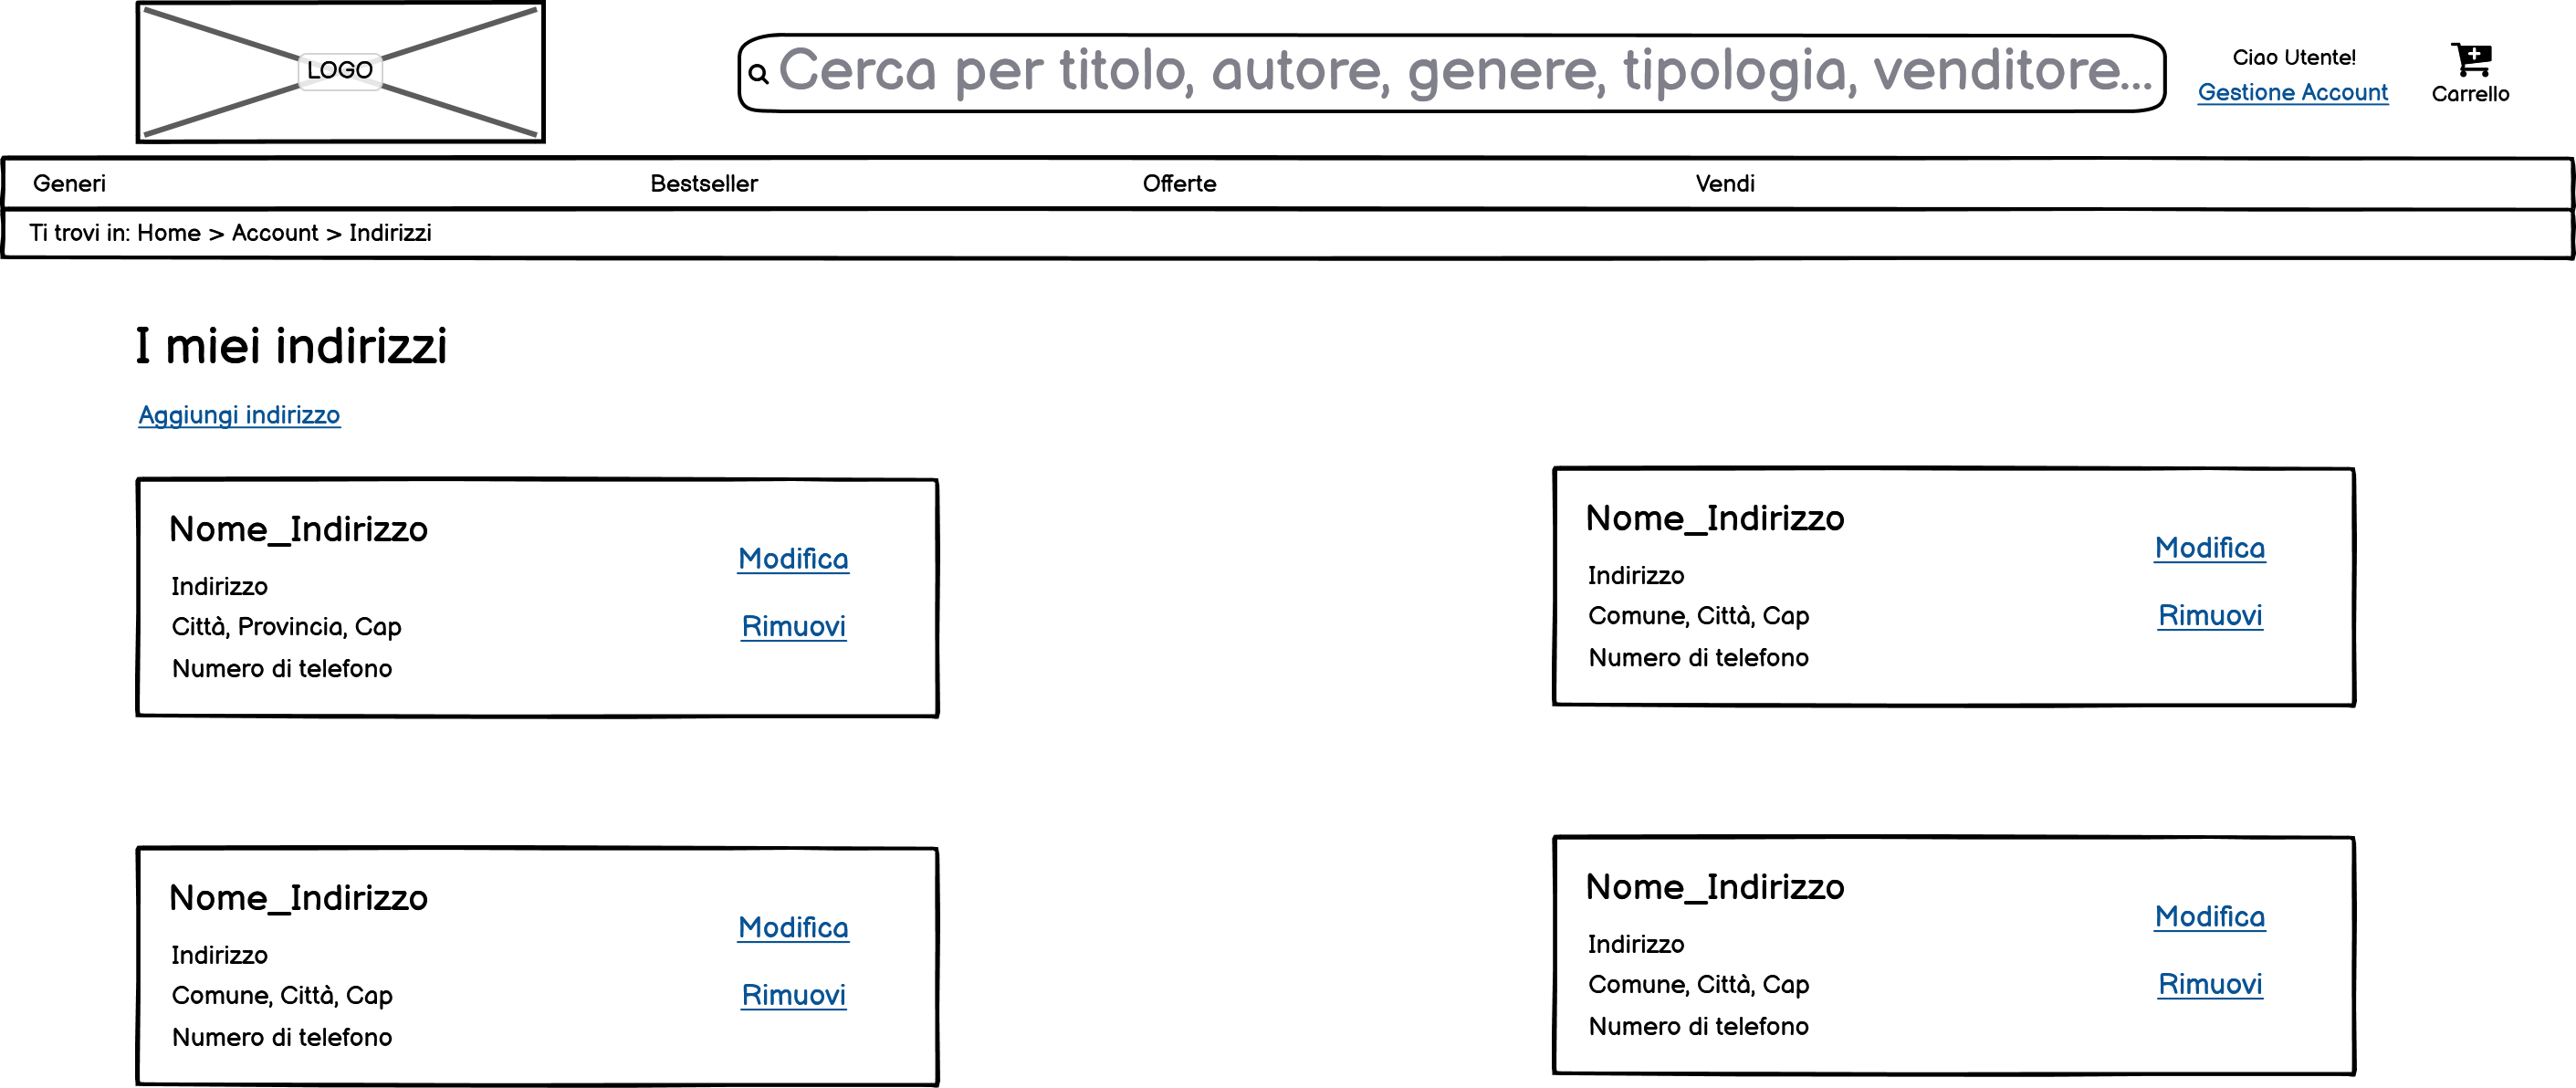 LOGO
Cerca per titolo, autore, genere, tipologia, venditore...
Ciao Utente!
Gestione Account
Carrello
Generi
Bestseller
Offerte
Vendi
Ti trovi in: Home > Account > Indirizzi
I miei indirizzi
Aggiungi indirizzo
Nome_Indirizzo
Indirizzo
Città, Provincia, Cap
Numero di telefono
Modifica
Rimuovi
Nome_Indirizzo
Indirizzo
Comune, Città, Cap
Numero di telefono
Modifica
Rimuovi
Nome_Indirizzo
Indirizzo
Comune, Città, Cap
Numero di telefono
Modifica
Rimuovi
Nome_Indirizzo
Indirizzo
Comune, Città, Cap
Numero di telefono
Modifica
Rimuovi